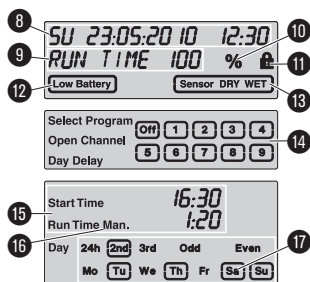 8 SU 23:05:2010 12:30
9 RUN TIME 100 % 10
11
12 Low Battery Sensor DRY WET 13
Select Program Off 1 2 3 4
Open Channel 14
Day Delay 5 6 7 8 9
15 Start Time 16:30
16 Run Time Man. 1:20
Day 24h 2nd 3rd Odd Even 17
Mo Tu We Th Fr Sa Su